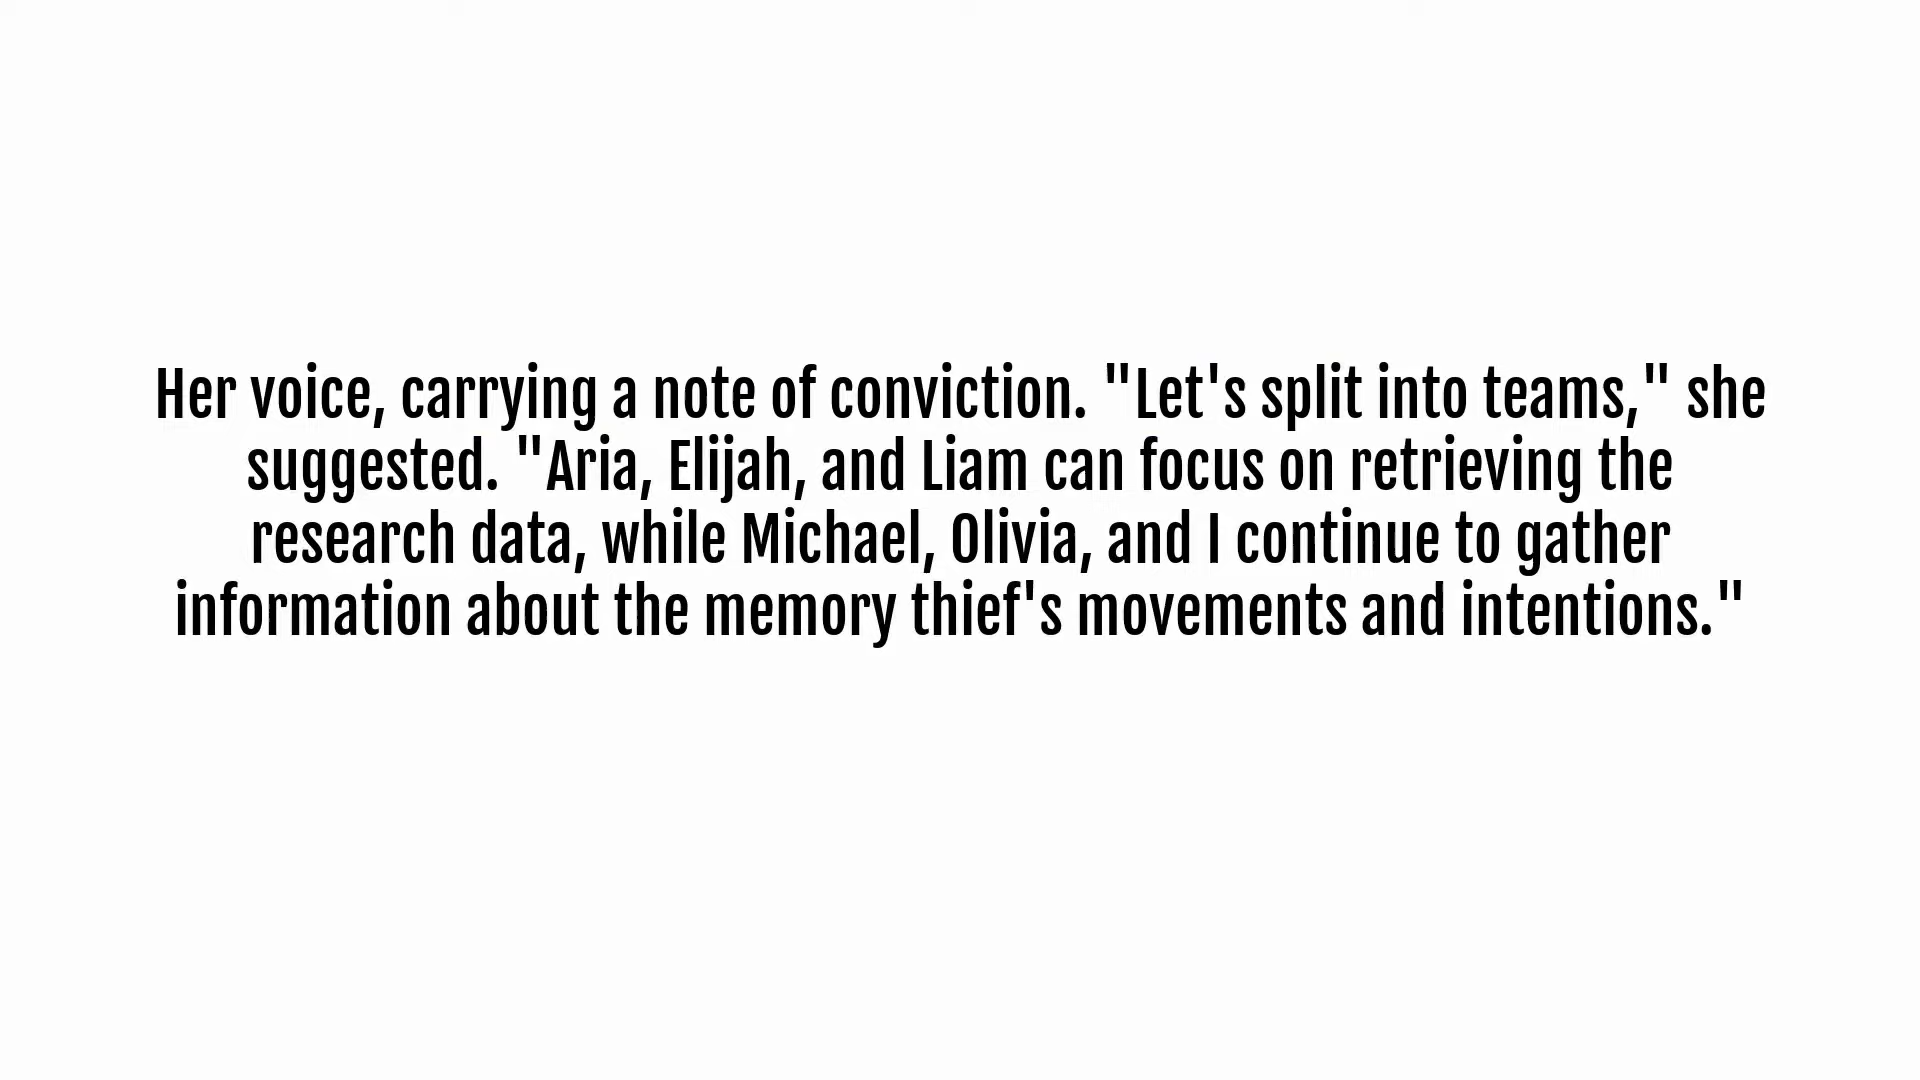 Her voice, carrying a note of conviction. "Let's split into teams," she
suggested. "Aria, Elijah, and Liam can focus on retrieving the
research data, while Michael, Olivia, and I continue to gather
information about the memory thief's movements and intentions."